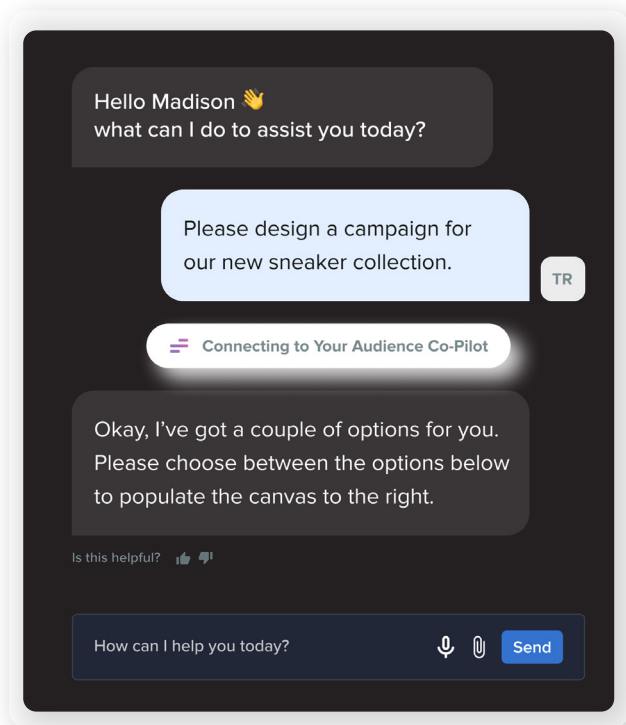 Hello Madison 👋
what can I do to assist you today?
Please design a campaign for
our new sneaker collection.
TR
Connecting to Your Audience Co-Pilot
Okay, I've got a couple of options for you.
Please choose between the options below
to populate the canvas to the right.
Is this helpful?
How can I help you today?
Send